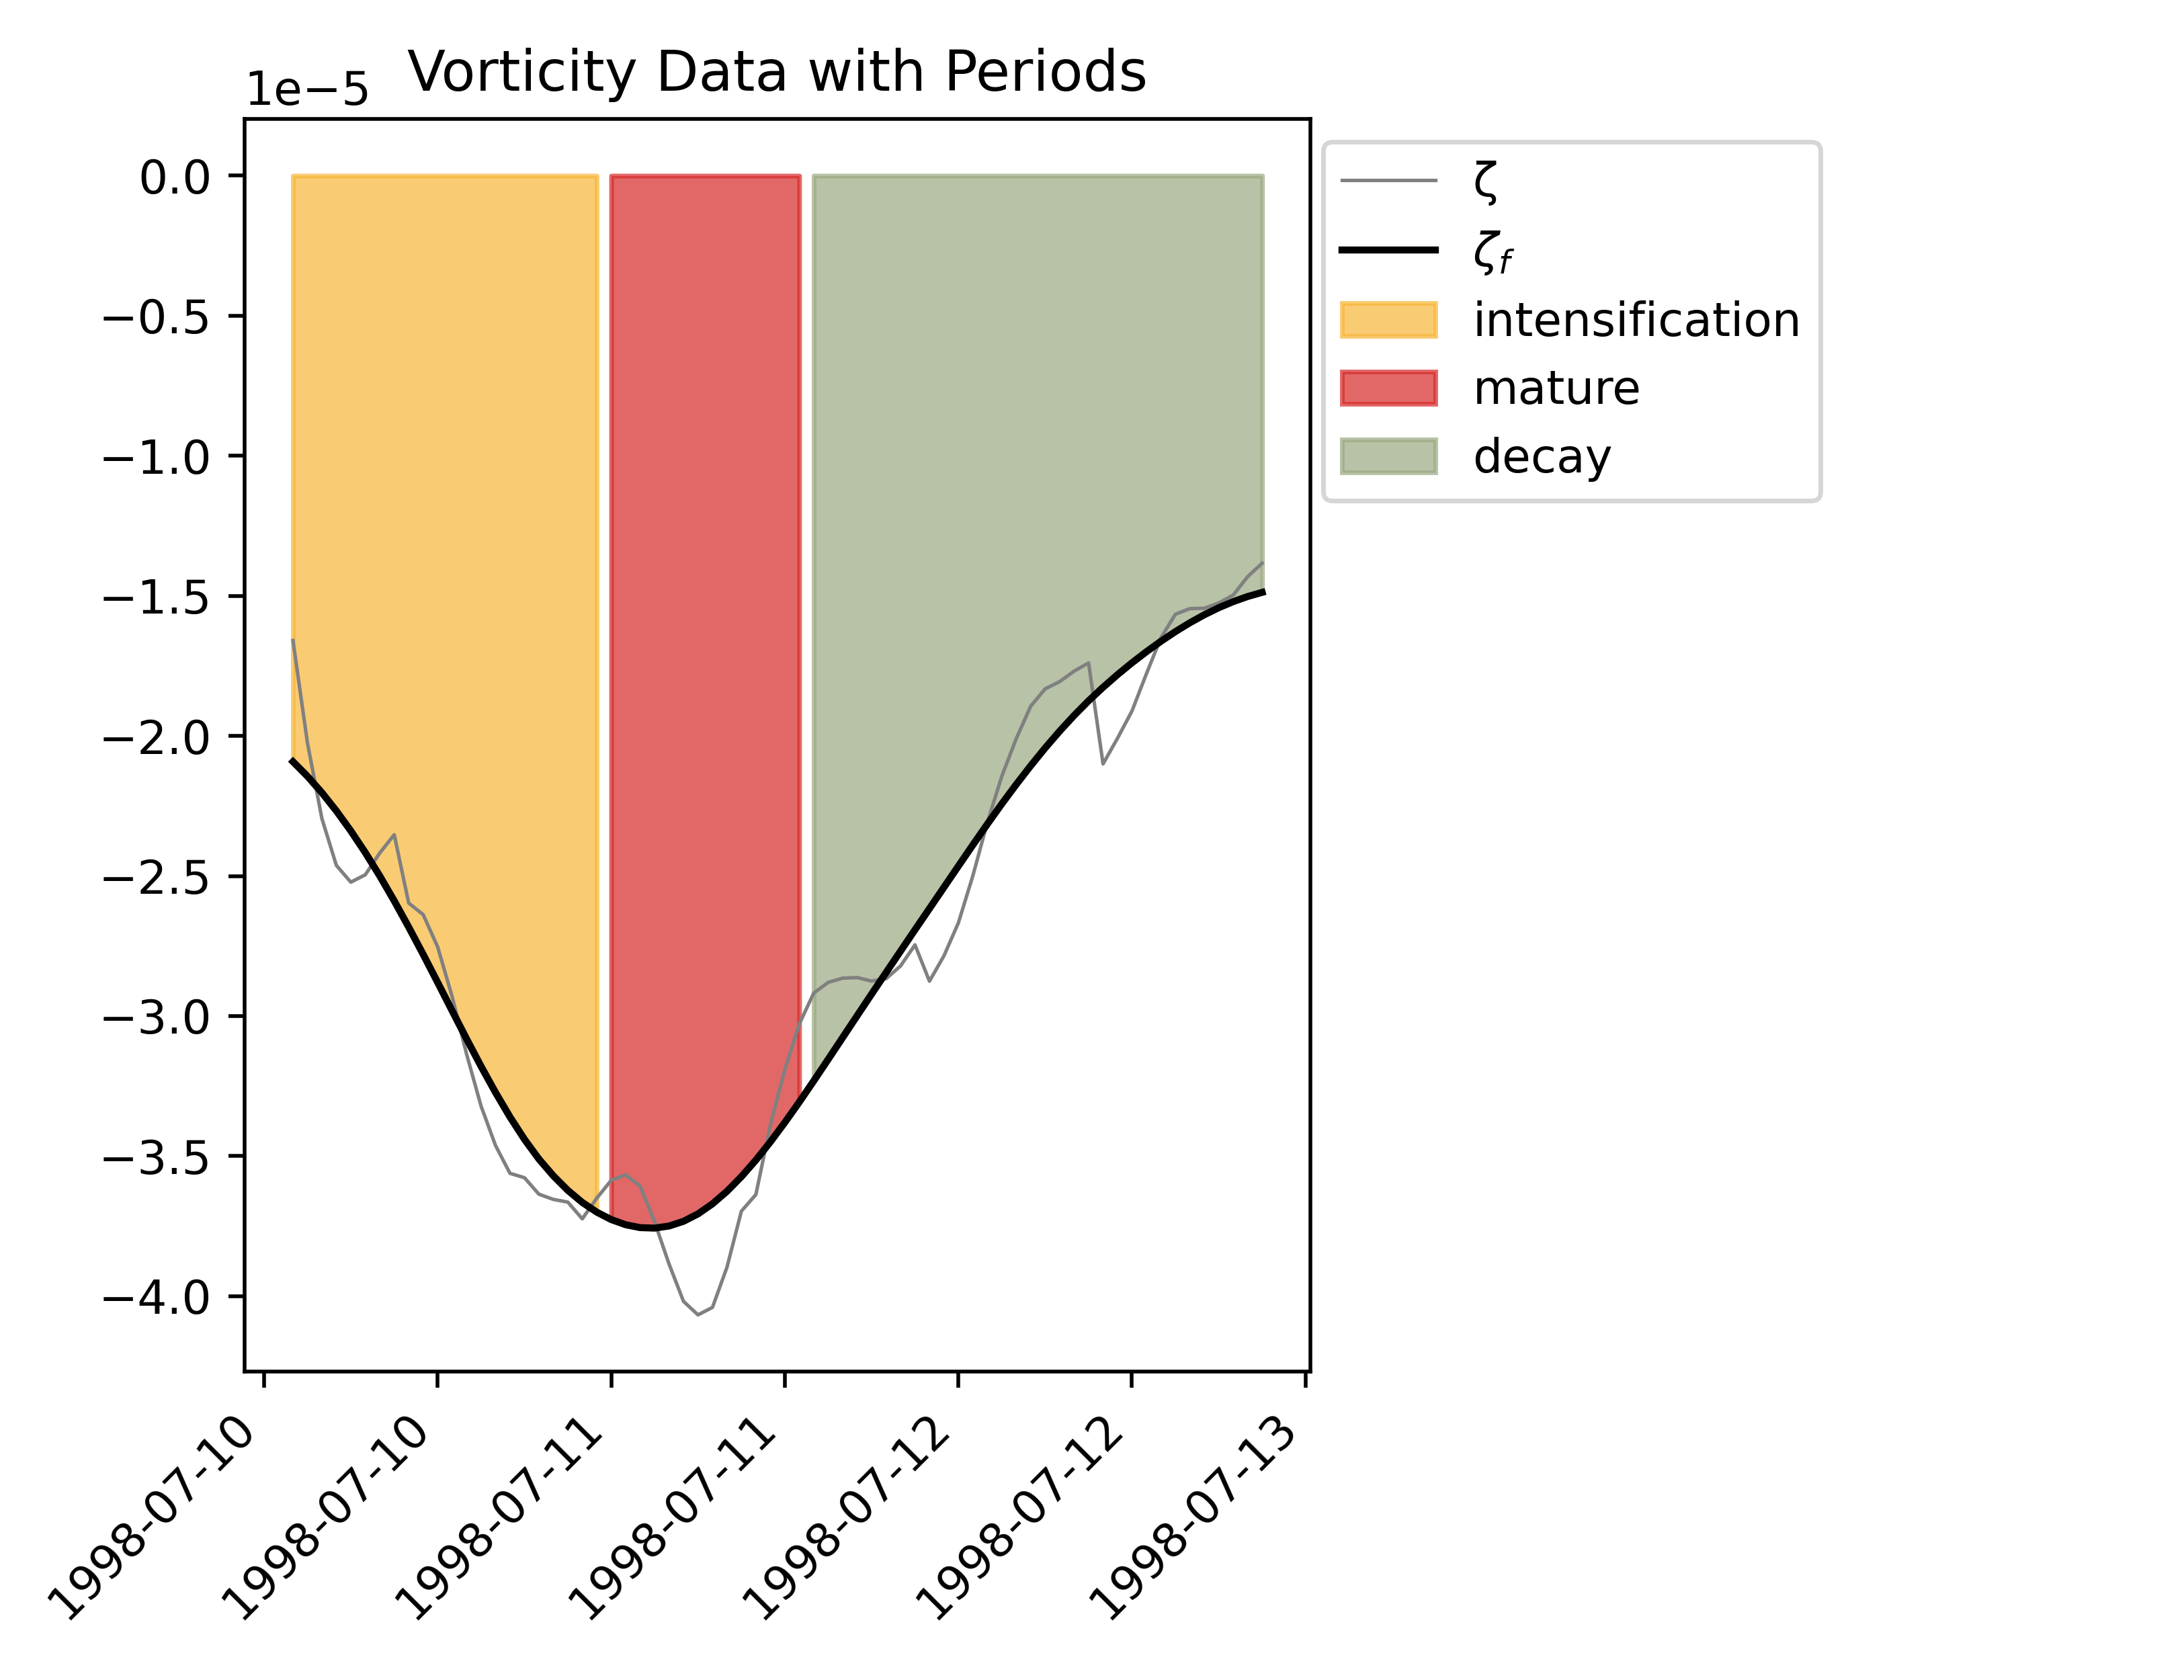 Vorticity Data with Periods
1e−5
0.0
−0.5
−1.0
−1.5
−2.0
−2.5
−3.0
−3.5
−4.0
1998-07-10
1998-07-10
1998-07-11
1998-07-11
1998-07-12
1998-07-12
1998-07-13
ζ
ζf
intensification
mature
decay